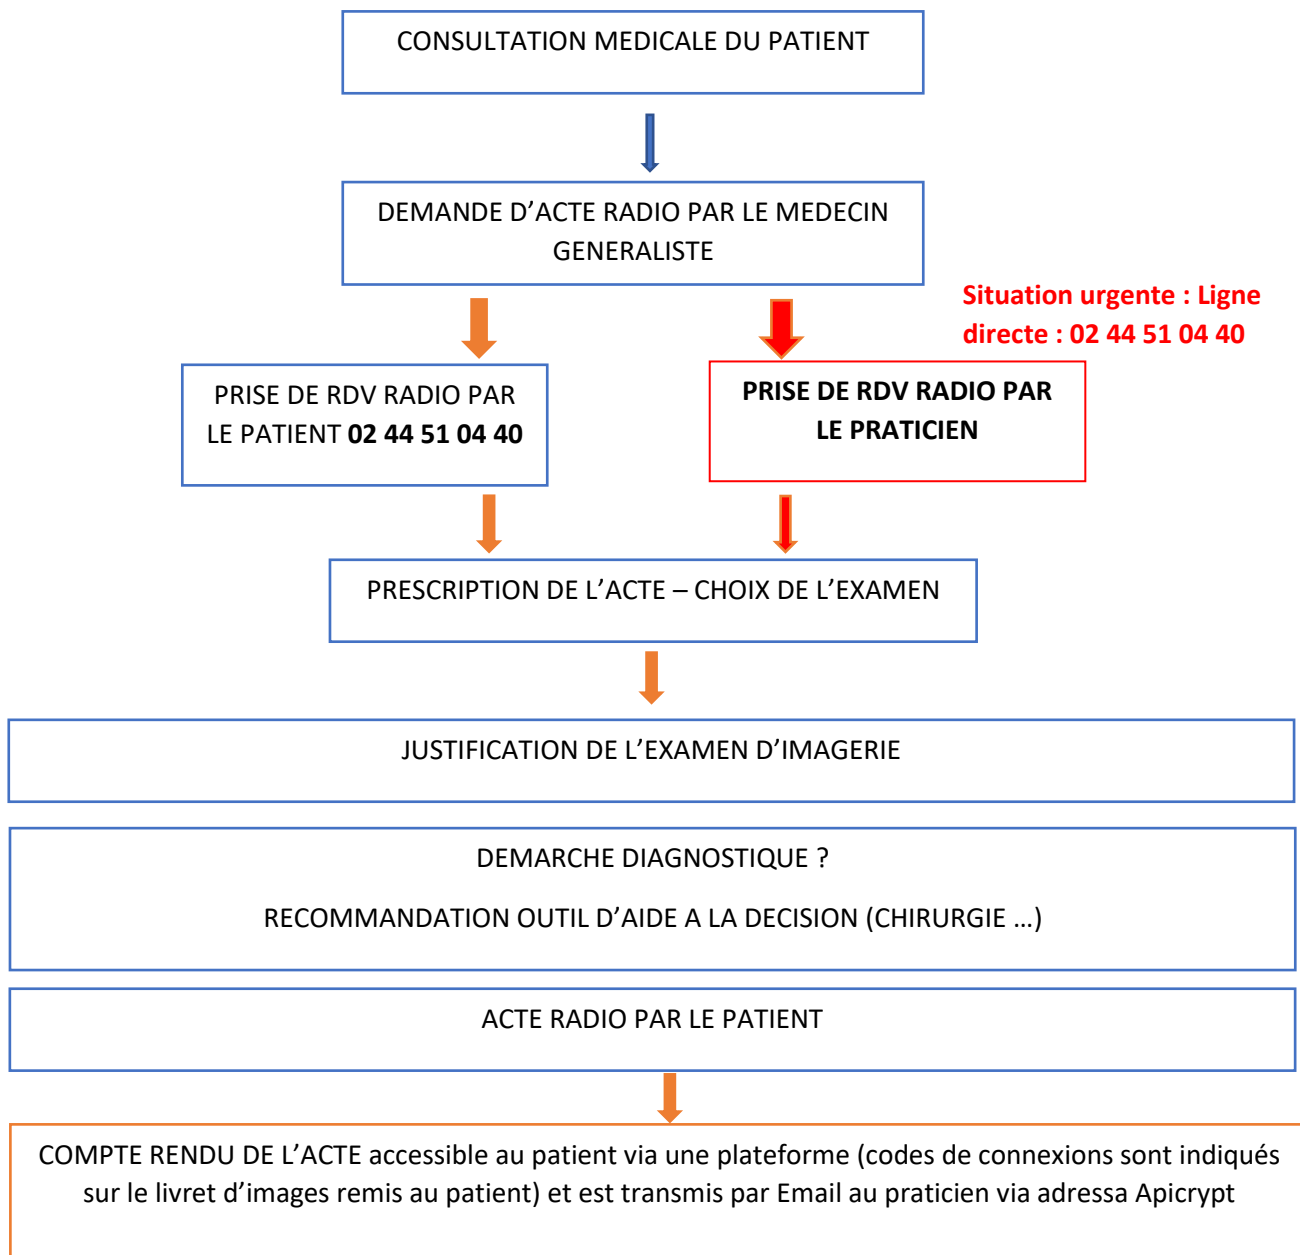 CONSULTATION MEDICALE DU PATIENT
DEMANDE D’ACTE RADIO PAR LE MEDECIN
GENERALISTE
Situation urgente : Ligne
directe : 02 44 51 04 40
PRISE DE RDV RADIO PAR
LE PATIENT 02 44 51 04 40
PRISE DE RDV RADIO PAR
LE PRATICIEN
PRESCRIPTION DE L’ACTE – CHOIX DE L’EXAMEN
JUSTIFICATION DE L’EXAMEN D’IMAGERIE
DEMARCHE DIAGNOSTIQUE ?
RECOMMANDATION OUTIL D’AIDE A LA DECISION (CHIRURGIE …)
ACTE RADIO PAR LE PATIENT
COMPTE RENDU DE L’ACTE accessible au patient via une plateforme (codes de connexions sont indiqués
sur le livret d’images remis au patient) et est transmis par Email au praticien via adressa Apicrypt